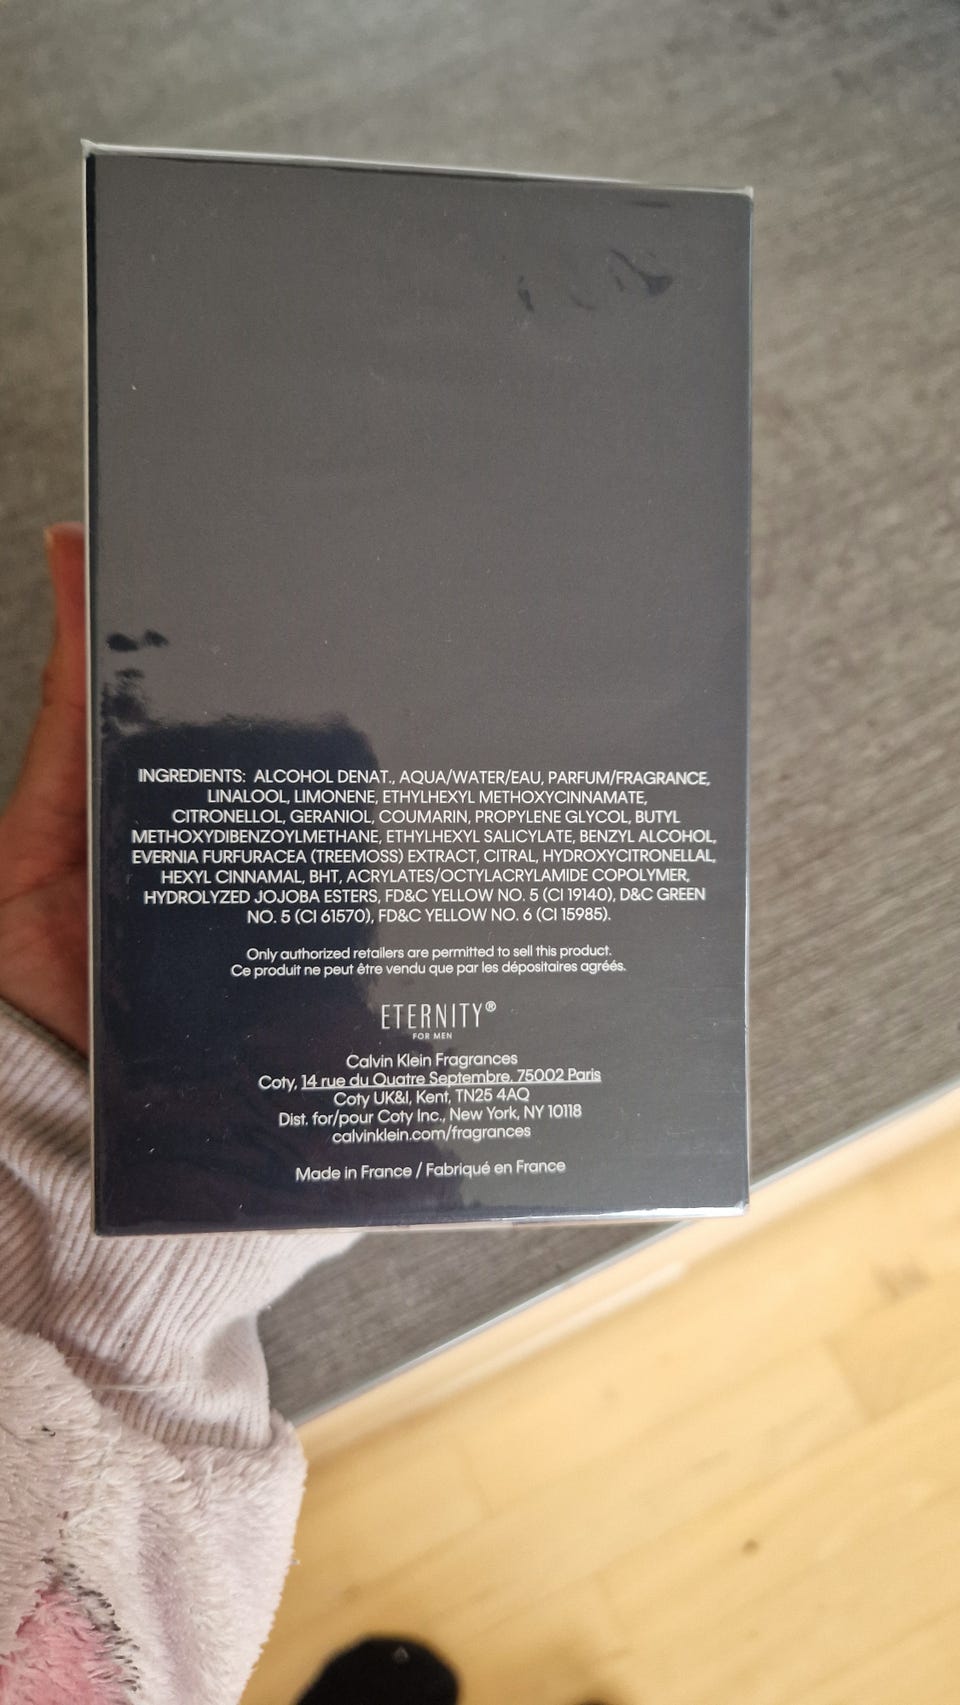 INGREDIENTS: ALCOHOL DENAT., AQUA/WATER/EAU, PARFUM/FRAGRANCE,
LINALOOL, LIMONENE, ETHYLHEXYL METHOXYCINNAMATE,
CITRONELLOL, GERANIOL, COUMARIN, PROPYLENE GLYCOL, BUTYL
METHOXYDIBENZOYLMETHANE, ETHYLHEXYL SALICYLATE, BENZYL ALCOHOL,
EVERNIA FURFURACEA (TREEMOSS) EXTRACT, CITRAL, HYDROXYCITRONELLAL,
HEXYL CINNAMAL, BHT, ACRYLATES/OCTYLACRYLAMIDE COPOLYMER,
HYDROLYZED JOJOBA ESTERS, FD&C YELLOW NO. 5 (CI 19140), D&C GREEN
NO. 5 (CI 61570), FD&C YELLOW NO. 6 (CI 15985).
Only authorized retailers are permitted to sell this product.
Ce produit ne peut être vendu que par les dépositaires agréés.
ETERNITY®
FOR MEN
Calvin Klein Fragrances
Coty, 14 rue du Quatre Septembre, 75002 Paris
Coty UK&I, Kent, TN25 4AQ
Dist. for/pour Coty Inc., New York, NY 10118
calvinklein.com/fragrances
Made in France / Fabriqué en France